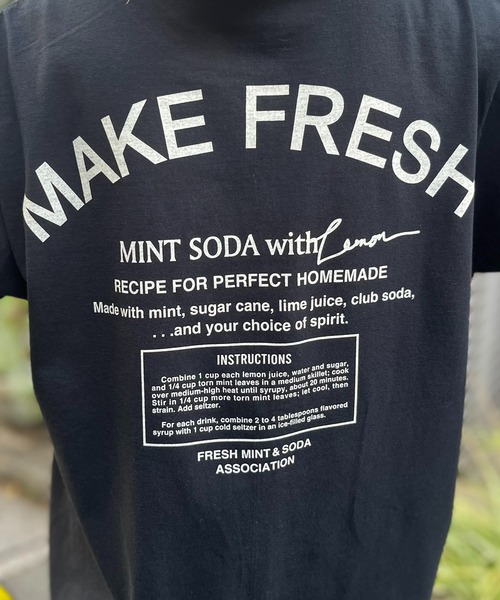 MAKE FRESH
MINT SODA with Lemon
RECIPE FOR PERFECT HOMEMADE
Made with mint, sugar cane, lime juice, club soda,
...and your choice of spirit.
INSTRUCTIONS
Combine 1 cup each lemon juice, water and sugar,
and 1/4 cup torn mint leaves in a medium skillet; cook
over medium-high heat until syrupy, about 20 minutes.
Stir in 1/4 cup more torn mint leaves; let cool, then
strain. Add seltzer.
For each drink, combine 2 to 4 tablespoons flavored
syrup with 1 cup cold seltzer in an ice-filled glass.
FRESH MINT & SODA
ASSOCIATION